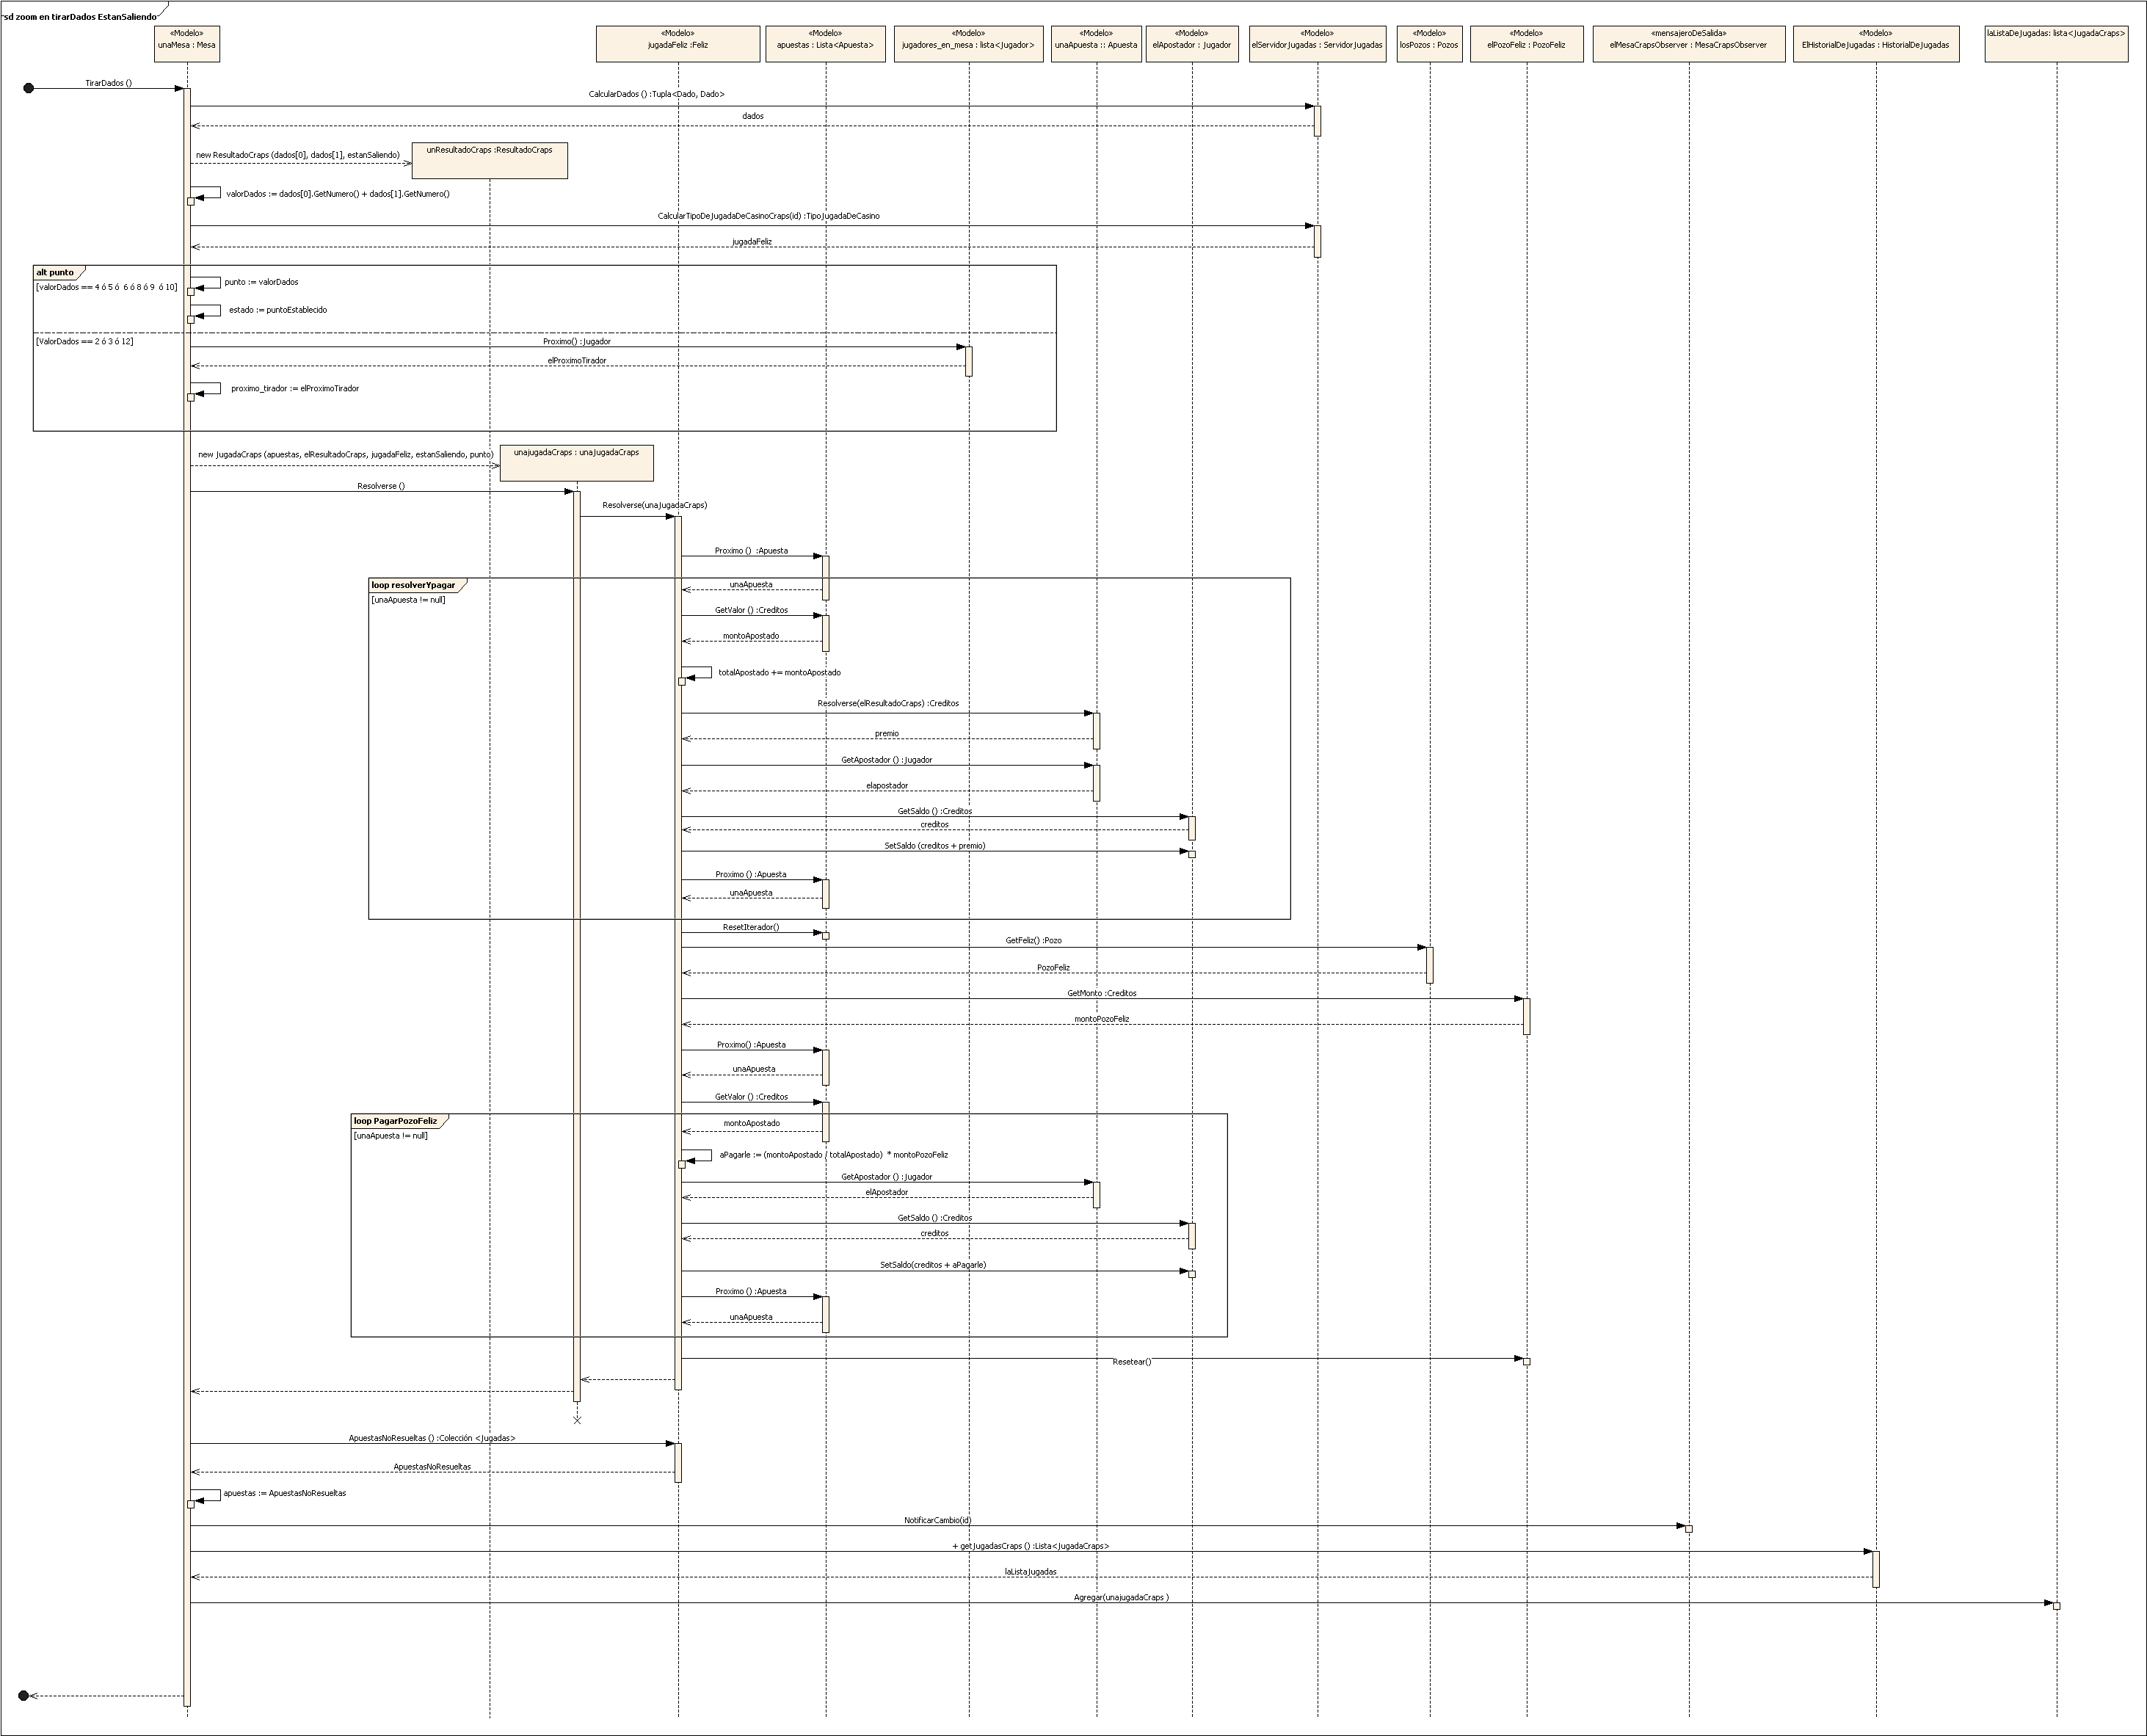 sd zoom en tirarDados EstanSaliendo
«Modelo»
unaMesa : Mesa
«Modelo»
jugadaFeliz :Feliz
«Modelo»
apuestas : Lista<Apuesta>
«Modelo»
jugadores_en_mesa : lista<Jugador>
«Modelo»
unaApuesta :: Apuesta
«Modelo»
elApostador : Jugador
«Modelo»
elServidorJugadas : ServidorJugadas
«Modelo»
losPozos : Pozos
«Modelo»
elPozoFeliz : PozoFeliz
«mensajeroDeSalida»
elMesaCrapsObserver : MesaCrapsObserver
«Modelo»
ElHistorialDeJugadas : HistorialDeJugadas
laListaDeJugadas: lista<JugadaCraps>
TirarDados ()
CalcularDados () :Tupla<Dado, Dado>
dados
new ResultadoCraps (dados[0], dados[1], estanSaliendo)
unResultadoCraps :ResultadoCraps
valorDados := dados[0].GetNumero() + dados[1].GetNumero()
CalcularTipoDeJugadaDeCasinoCraps(id) :TipoJugadaDeCasino
jugadaFeliz
alt punto
[valorDados == 4 ó 5 ó  6 ó 8 ó 9  ó 10]
punto := valorDados
estado := puntoEstablecido
[ValorDados == 2 ó 3 ó 12]
Proximo() :Jugador
elProximoTirador
proximo_tirador := elProximoTirador
new JugadaCraps (apuestas, elResultadoCraps, jugadaFeliz, estanSaliendo, punto)
unajugadaCraps : unaJugadaCraps
Resolverse ()
Resolverse(unaJugadaCraps)
Proximo ()  :Apuesta
loop resolverYpagar
[unaApuesta != null]
unaApuesta
GetValor () :Creditos
montoApostado
totalApostado += montoApostado
Resolverse(elResultadoCraps) :Creditos
premio
GetApostador () :Jugador
elapostador
GetSaldo () :Creditos
creditos
SetSaldo (creditos + premio)
Proximo () :Apuesta
unaApuesta
ResetIterador()
GetFeliz() :Pozo
PozoFeliz
GetMonto :Creditos
montoPozoFeliz
Proximo() :Apuesta
unaApuesta
GetValor () :Creditos
loop PagarPozoFeliz
[unaApuesta != null]
montoApostado
aPagarle := (montoApostado / totalApostado)  * montoPozoFeliz
GetApostador () :Jugador
elApostador
GetSaldo () :Creditos
creditos
SetSaldo(creditos + aPagarle)
Proximo () :Apuesta
unaApuesta
Resetear()
ApuestasNoResueltas () :Colección <Jugadas>
ApuestasNoResueltas
apuestas := ApuestasNoResueltas
NotificarCambio(id)
+ getJugadasCraps () :Lista<JugadaCraps>
laListaJugadas
Agregar(unajugadaCraps )